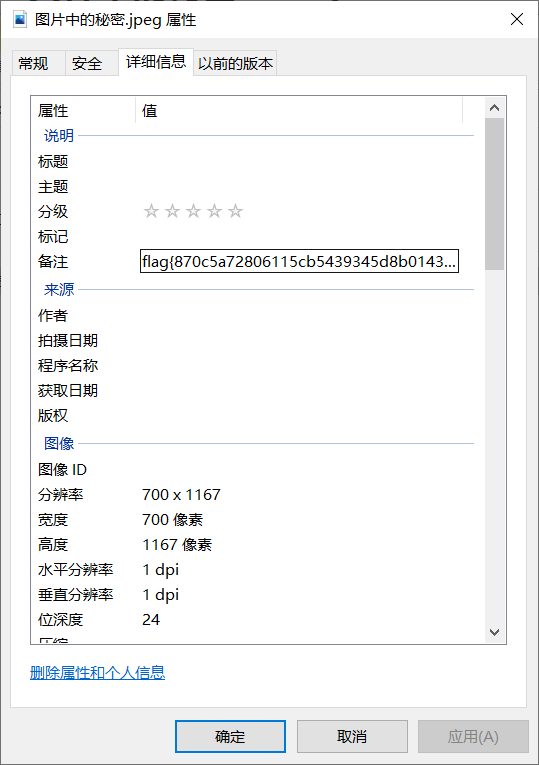 图片中的秘密.jpeg 属性
常规 安全 详细信息 以前的版本
属性 值
说明
标题
主题
分级
标记
备注 flag{870c5a72806115cb5439345d8b0143...
来源
作者
拍摄日期
程序名称
获取日期
版权
图像
图像 ID
分辨率 700 x 1167
宽度 700 像素
高度 1167 像素
水平分辨率 1 dpi
垂直分辨率 1 dpi
位深度 24
删除属性和个人信息
确定 取消 应用(A)